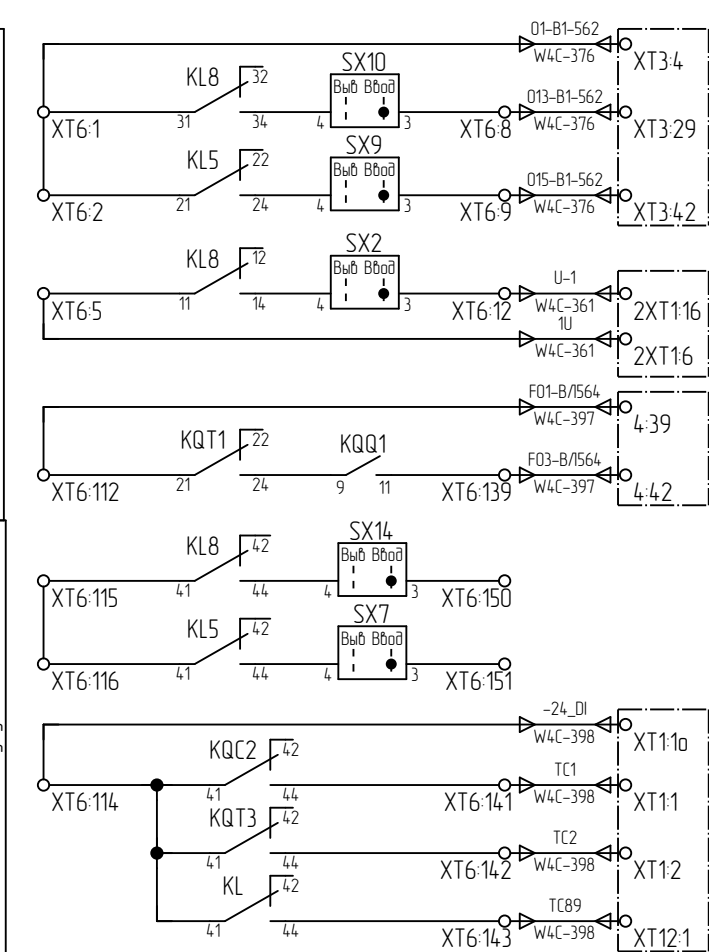 01-B1-562
W4C-376
XT3:4
SX10
KL8 32
Выв Ввод
013-B1-562
XT6:1 31 34 4 3 XT6:8 W4C-376 XT3:29
SX9
KL5 22
Выв Ввод
015-B1-562
XT6:2 21 24 4 3 XT6:9 W4C-376 XT3:42
SX2
KL8 12
Выв Ввод
U-1
XT6:5 11 14 4 3 XT6:12 W4C-361 2XT1:16
1U
W4C-361 2XT1:6
F01-B/1564
W4C-397 4:39
KQT1 22 KQQ1
F03-B/1564
XT6:112 21 24 9 11 XT6:139 W4C-397 4:42
SX14
KL8 42
Выв Ввод
XT6:115 41 44 4 3 XT6:150
SX7
KL5 42
Выв Ввод
XT6:116 41 44 4 3 XT6:151
-24_DI
W4C-398 XT1:1о
KQC2 42
TC1
XT6:114 41 44 XT6:141 W4C-398 XT1:1
KQT3 42
TC2
41 44 XT6:142 W4C-398 XT1:2
KL 42
TC89
41 44 XT6:143 W4C-398 XT12:1